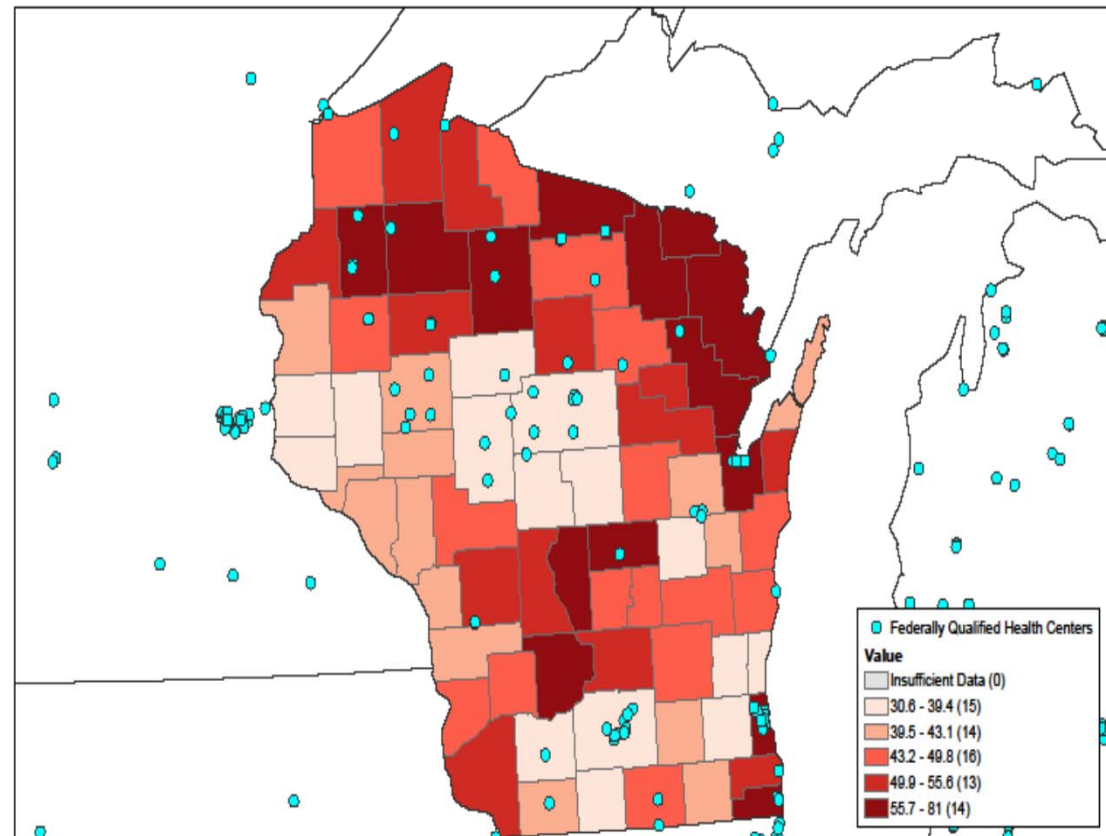 Federally Qualified Health Centers
Value
Insufficient Data (0)
30.6 - 39.4 (15)
39.5 - 43.1 (14)
43.2 - 49.8 (16)
49.9 - 55.6 (13)
55.7 - 81 (14)